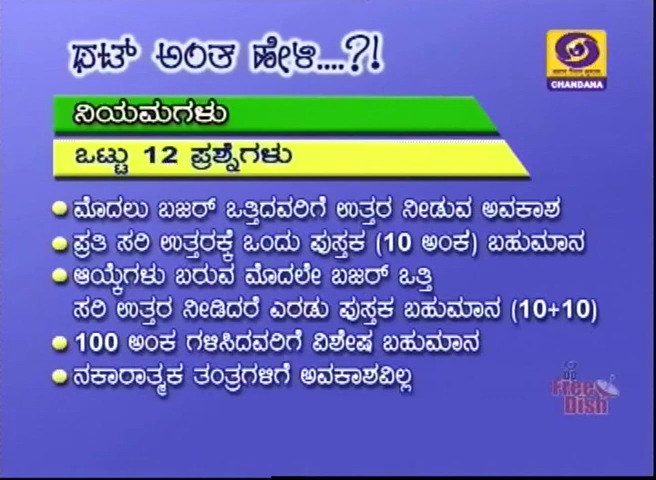 ಥಟ್ ಅಂತ ಹೇಳಿ....?!
CHANDANA
ನಿಯಮಗಳು
ಒಟ್ಟು 12 ಪ್ರಶ್ನೆಗಳು
ಮೊದಲು ಬಜರ್ ಒತ್ತಿದವರಿಗೆ ಉತ್ತರ ನೀಡುವ ಅವಕಾಶ
ಪ್ರತಿ ಸರಿ ಉತ್ತರಕ್ಕೆ ಒಂದು ಪುಸ್ತಕ (10 ಅಂಕ) ಬಹುಮಾನ
ಆಯ್ಕೆಗಳು ಬರುವ ಮೊದಲೇ ಬಜರ್ ಒತ್ತಿ
ಸರಿ ಉತ್ತರ ನೀಡಿದರೆ ಎರಡು ಪುಸ್ತಕ ಬಹುಮಾನ (10+10)
100 ಅಂಕ ಗಳಿಸಿದವರಿಗೆ ವಿಶೇಷ ಬಹುಮಾನ
ನಕಾರಾತ್ಮಕ ತಂತ್ರಗಳಿಗೆ ಅವಕಾಶವಿಲ್ಲ
Free
Dish